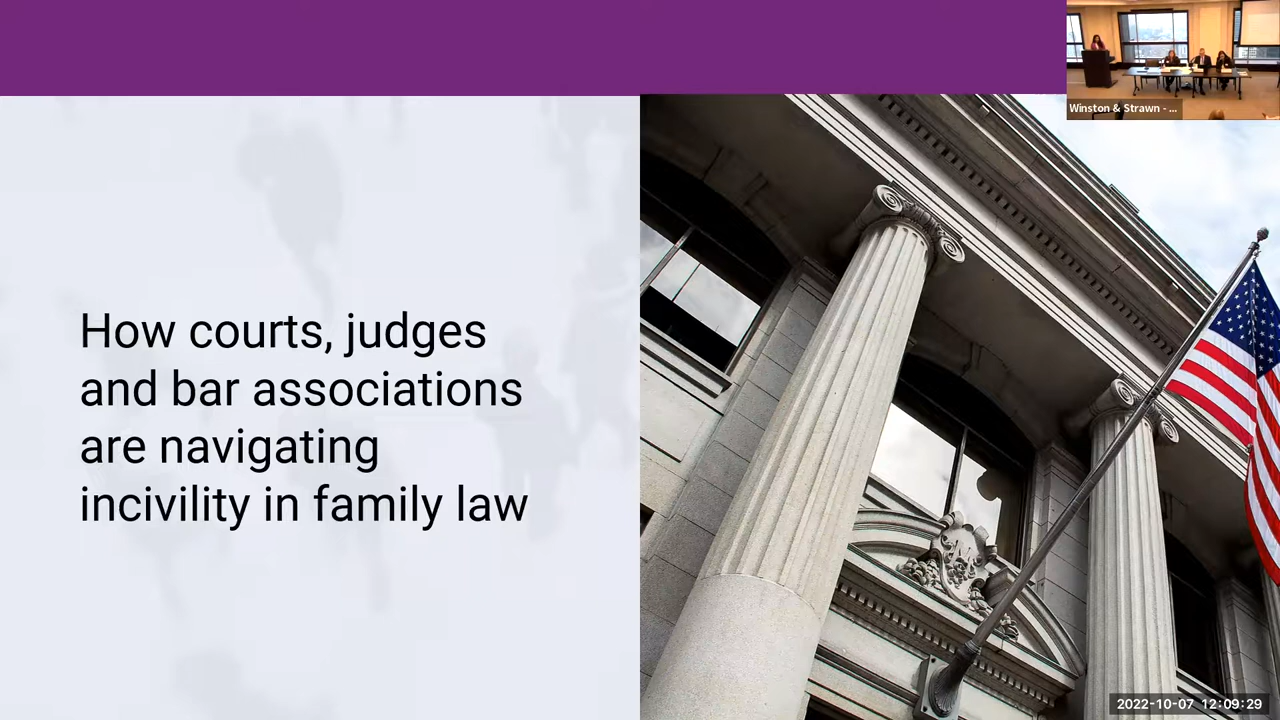 Winston & Strawn - ...
How courts, judges
and bar associations
are navigating
incivility in family law
2022-10-07 12:09:29